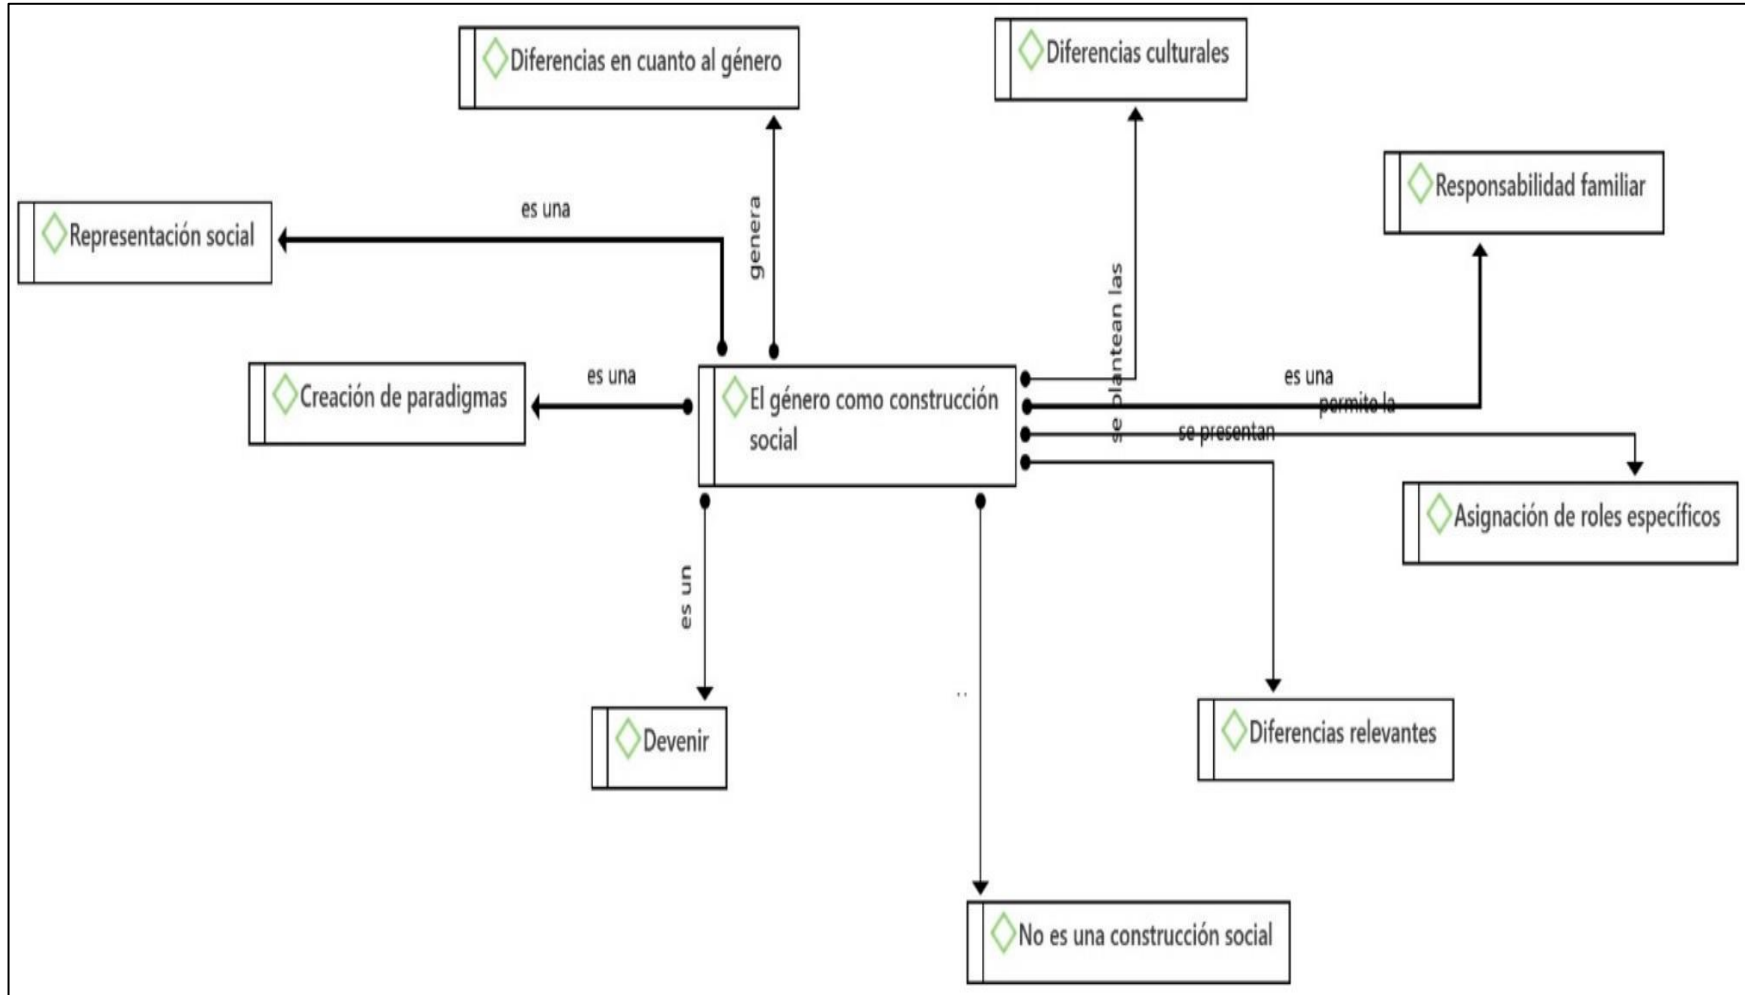 Diferencias en cuanto al género
Diferencias culturales
Responsabilidad familiar
Representación social
es una
genera
se plantean las
Creación de paradigmas
es una
El género como construcción
social
es una
permito la
se presentan
Asignación de roles específicos
es un
..
Devenir
Diferencias relevantes
No es una construcción social